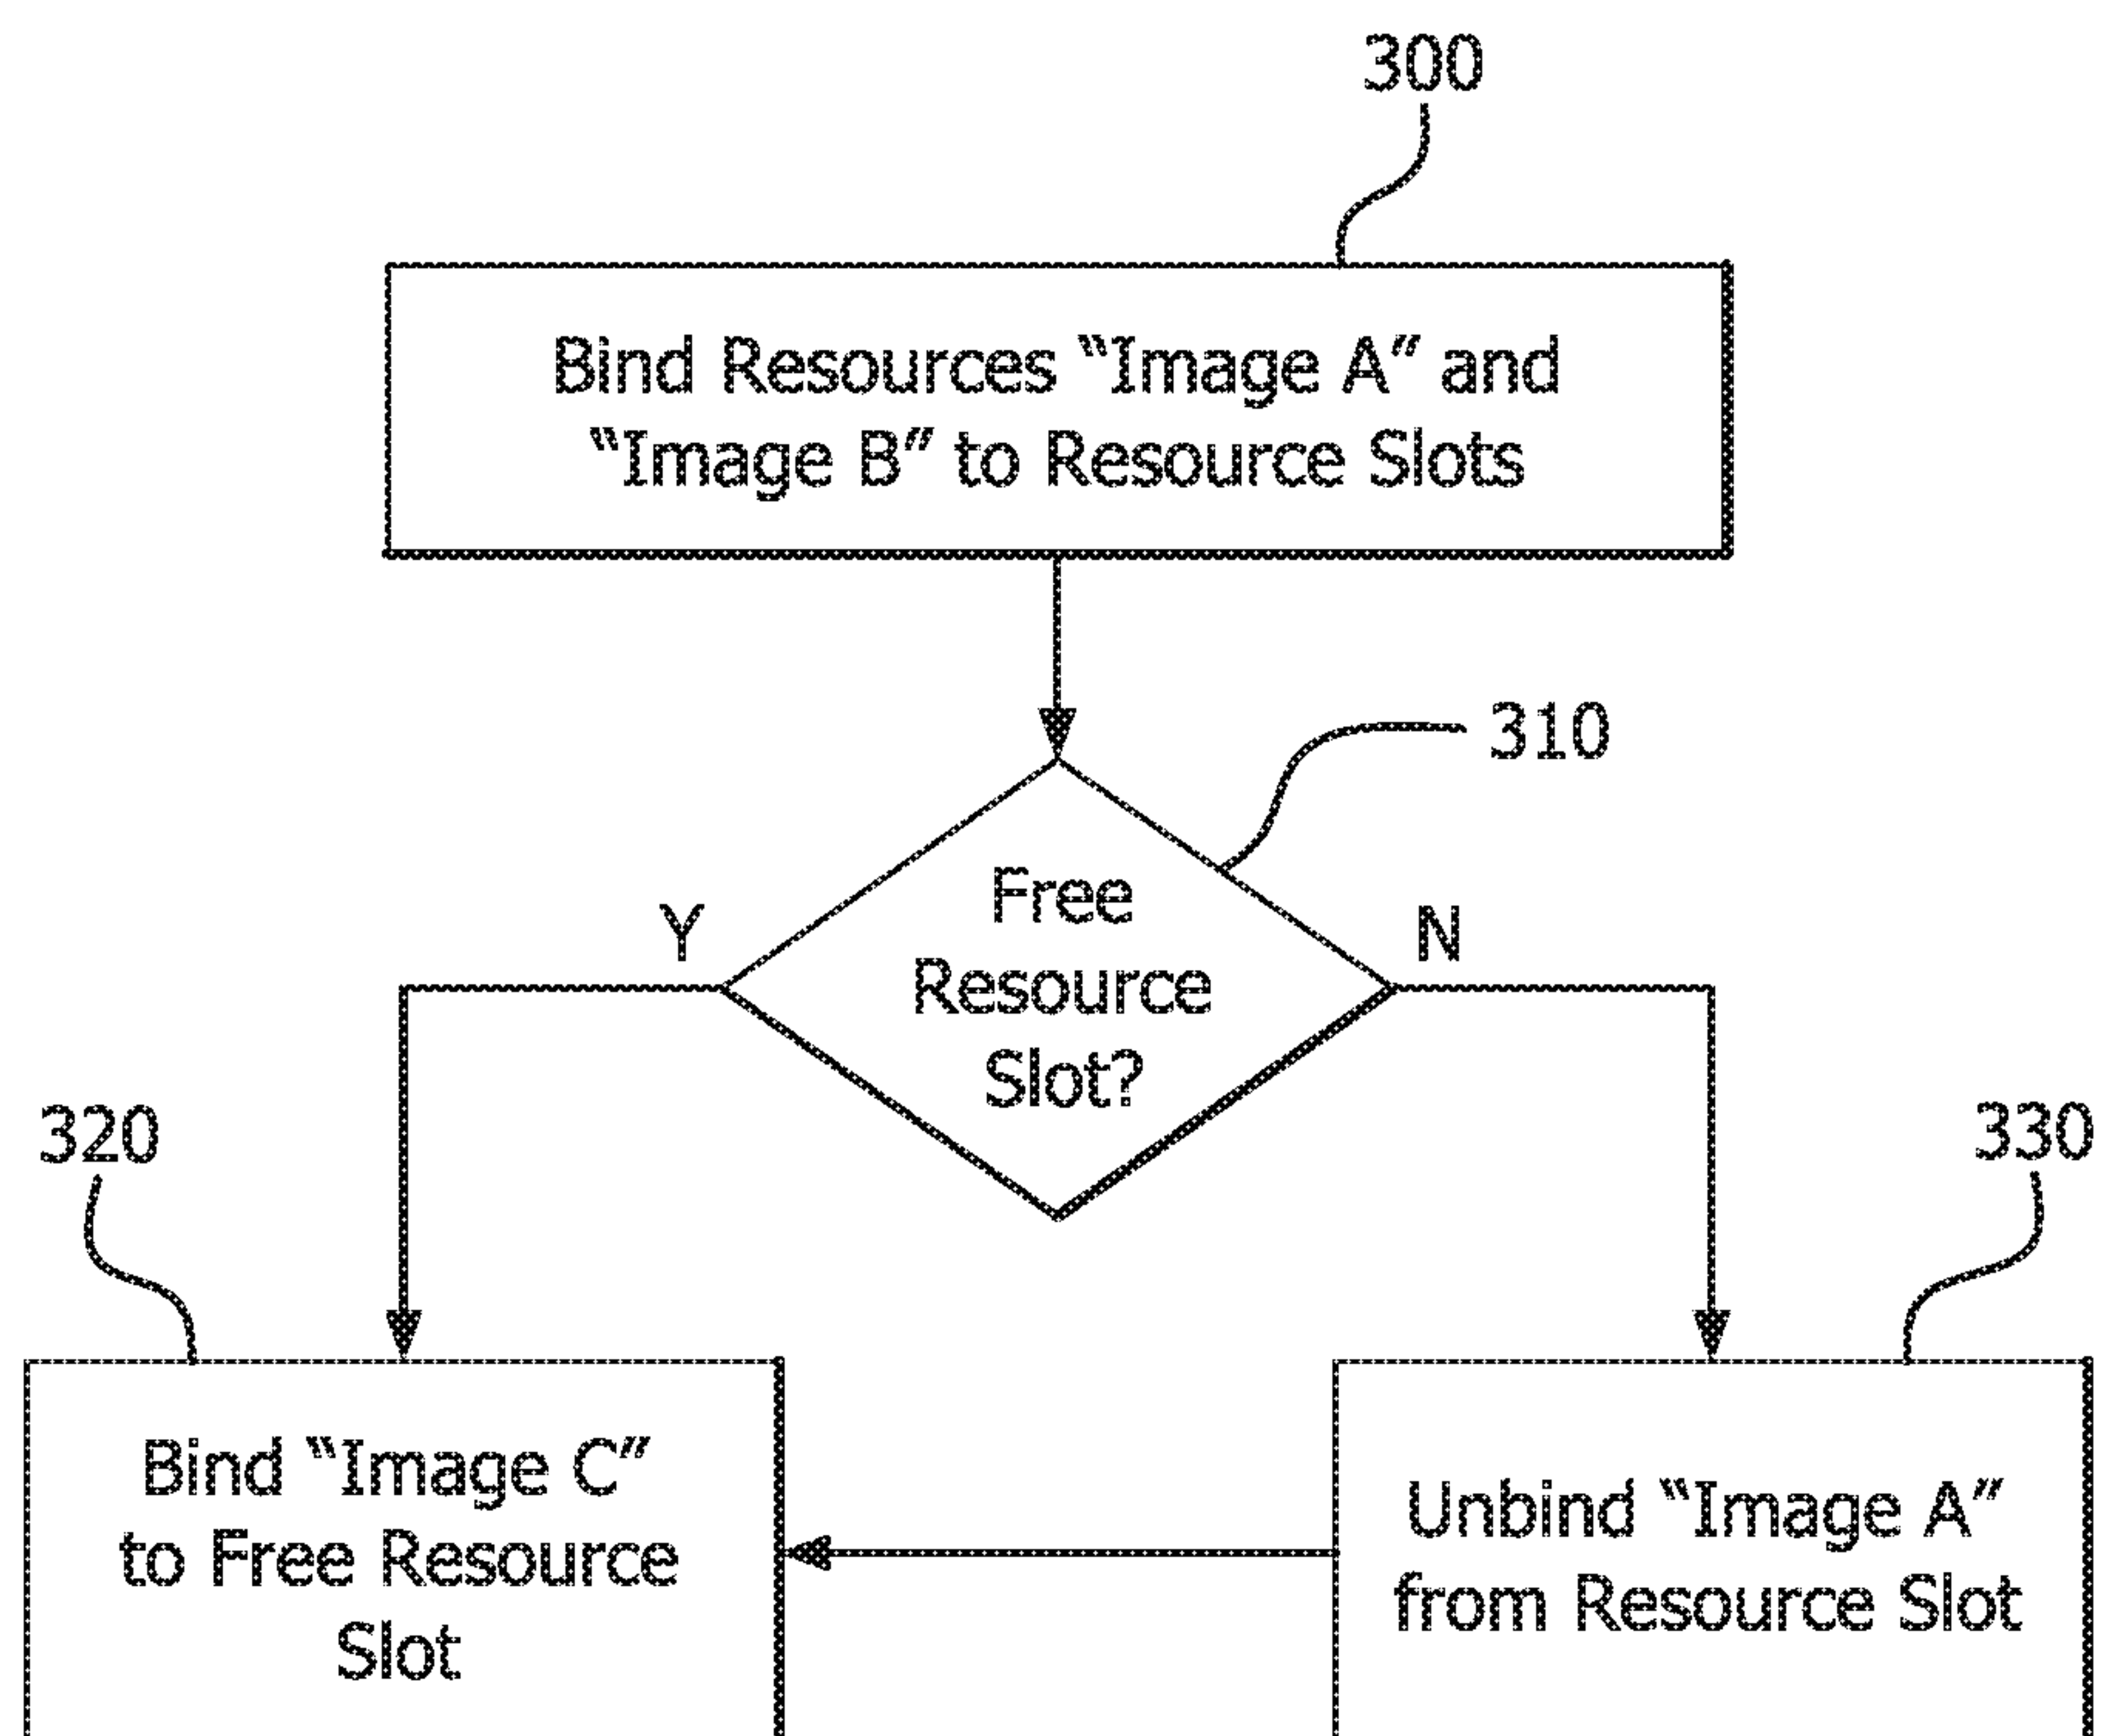 300
Bind Resources “Image A” and
“Image B” to Resource Slots
310
Free
Resource
Slot?
Y
N
320
330
Bind “Image C”
to Free Resource
Slot
Unbind “Image A”
from Resource Slot